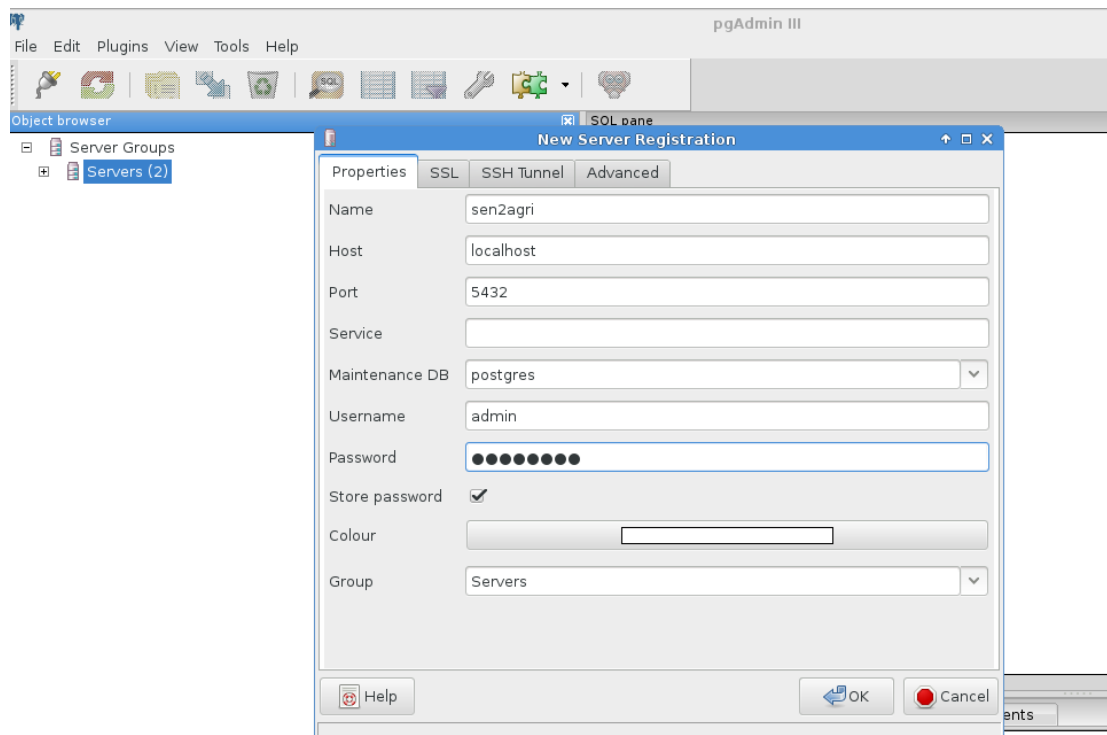 pgAdmin III
File Edit Plugins View Tools Help
SQL
Object browser
SQL pane
Server Groups
Servers (2)
New Server Registration
Properties SSL SSH Tunnel Advanced
Name sen2agri
Host localhost
Port 5432
Service
Maintenance DB postgres
Username admin
Password ●●●●●●●●
Store password
Colour
Group Servers
Help OK Cancel
ents